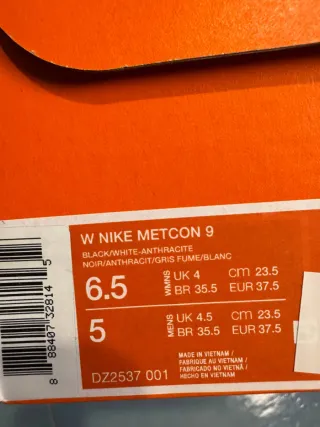 W NIKE METCON 9
BLACK/WHITE-ANTHRACITE
NOIR/ANTHRACIT/GRIS FUME/BLANC
6.5 WMNS UK 4 cm 23.5
BR 35.5 EUR 37.5
5 MENS UK 4.5 cm 23.5
BR 35.5 EUR 37.5
MADE IN VIETNAM /
FABRIQUE AU VIETNAM /
FABRICADO NO VIETNÃ /
HECHO EN VIETNAM
DZ2537 001
8 88407 32814 5